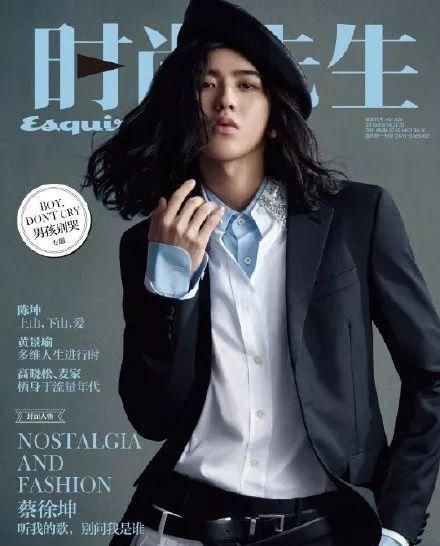 时尚先生
Esquire
BOY,
DON'T CRY
男孩别哭
专题
陈坤
上山,下山,爱
黄景瑜
多维人生进行时
高晓松、麦家
栖身于流量年代
封面人物
NOSTALGIA
AND
FASHION
蔡徐坤
听我的歌，别问我是谁